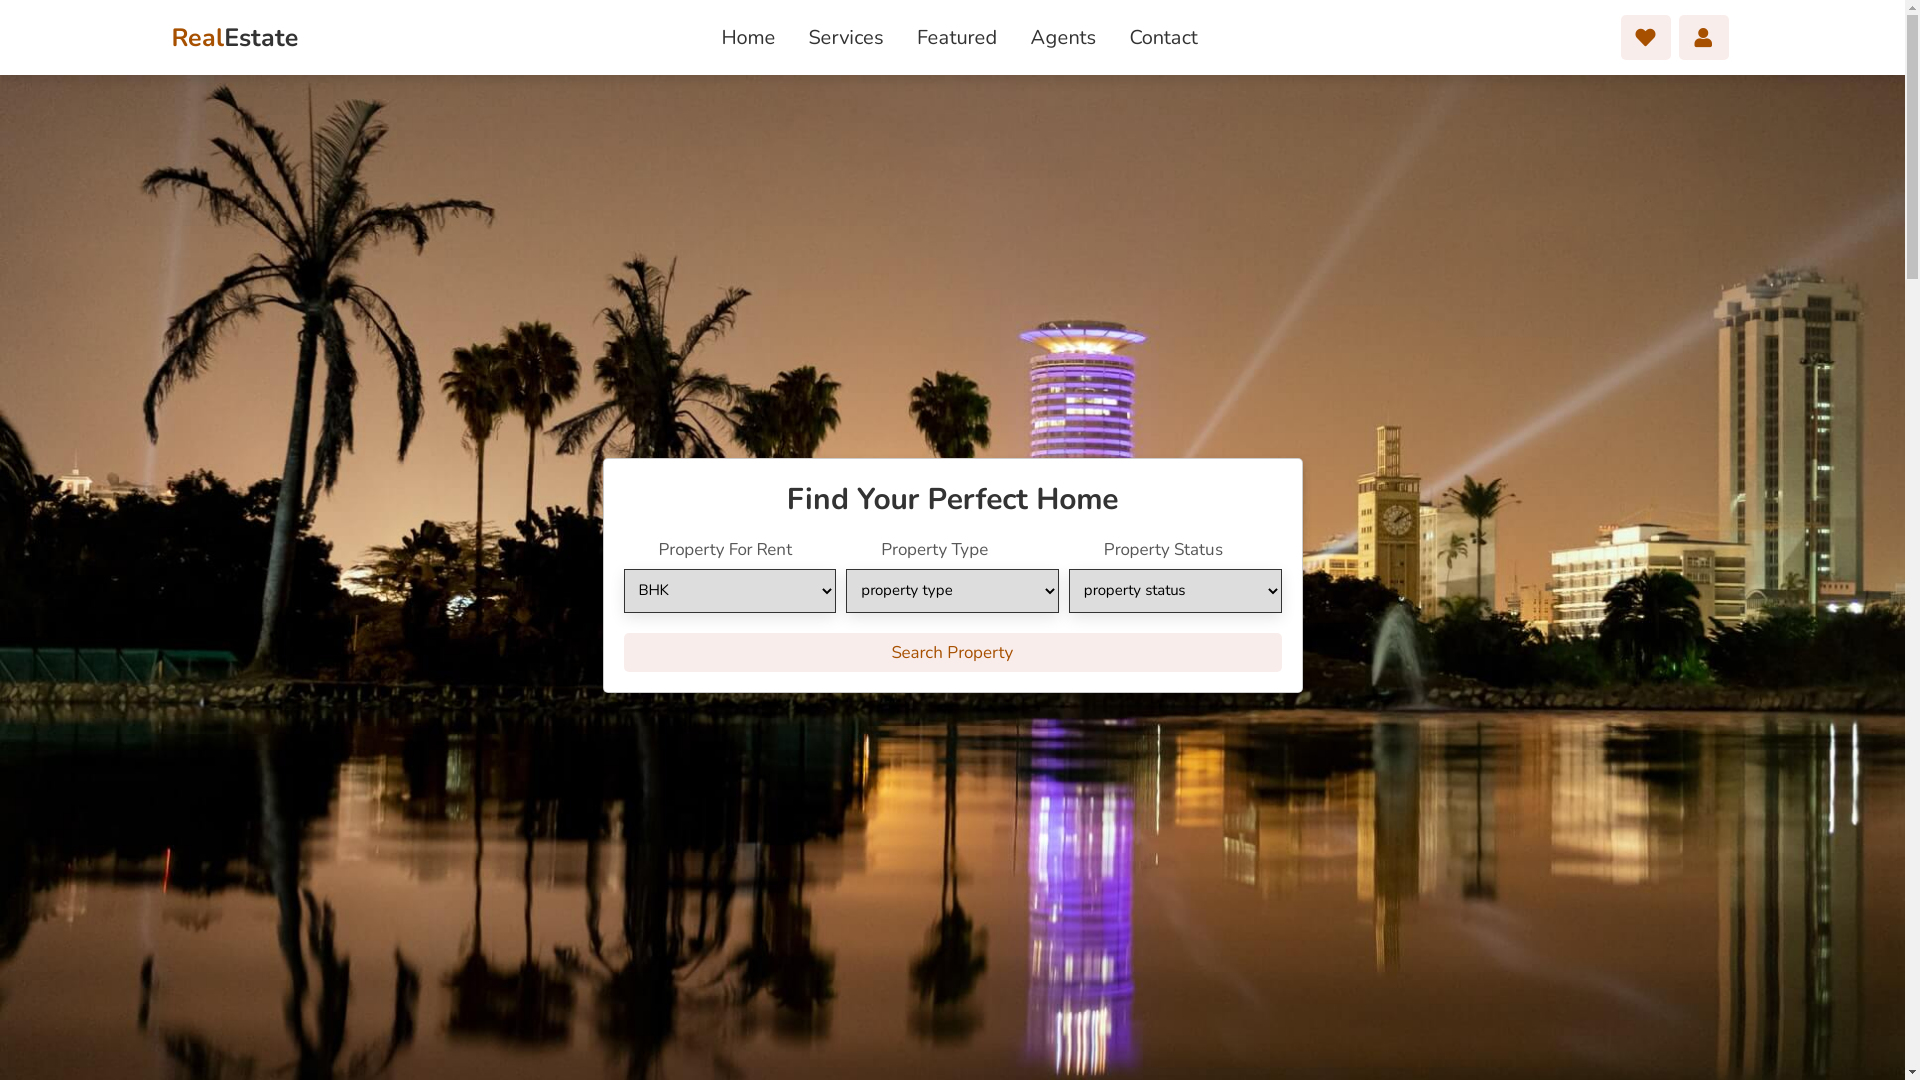 RealEstate
Home Services Featured Agents Contact
Find Your Perfect Home
Property For Rent Property Type Property Status
BHK property type property status
Search Property